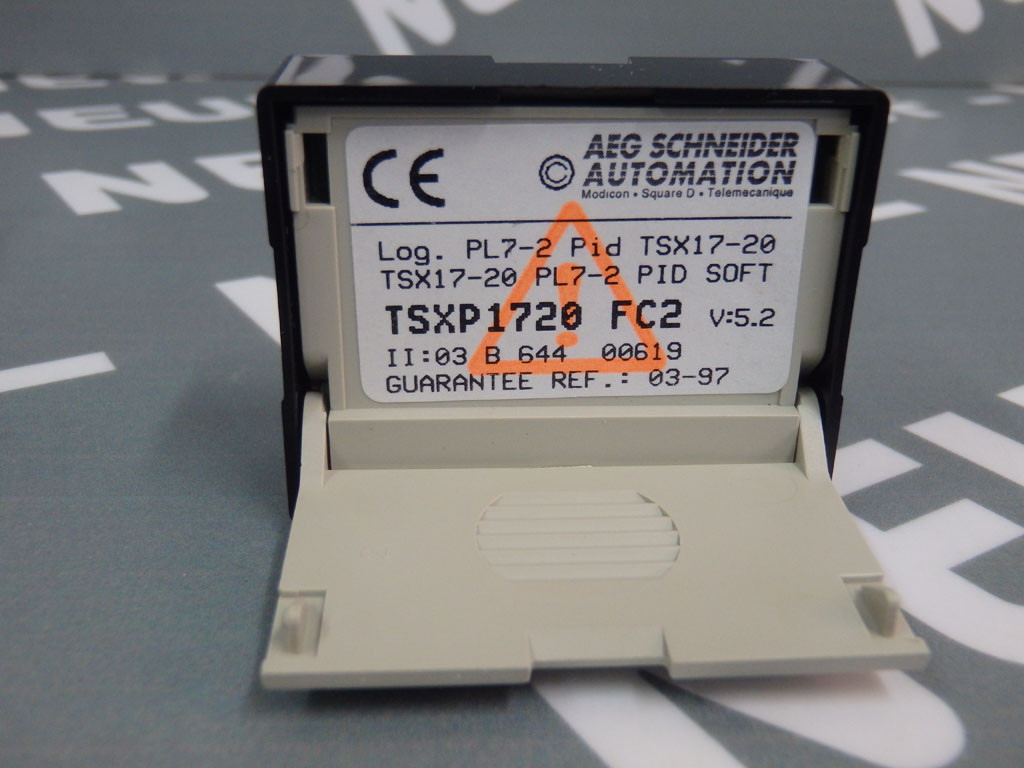 CE
© AEG SCHNEIDER
AUTOMATION
Modicon • Square D • Telemecanique
Log. PL7-2 Pid TSX17-20
TSX17-20 PL7-2 PID SOFT
TSXP1720 FC2 V:5.2
II:03 B 644 00619
GUARANTEE REF.: 03-97